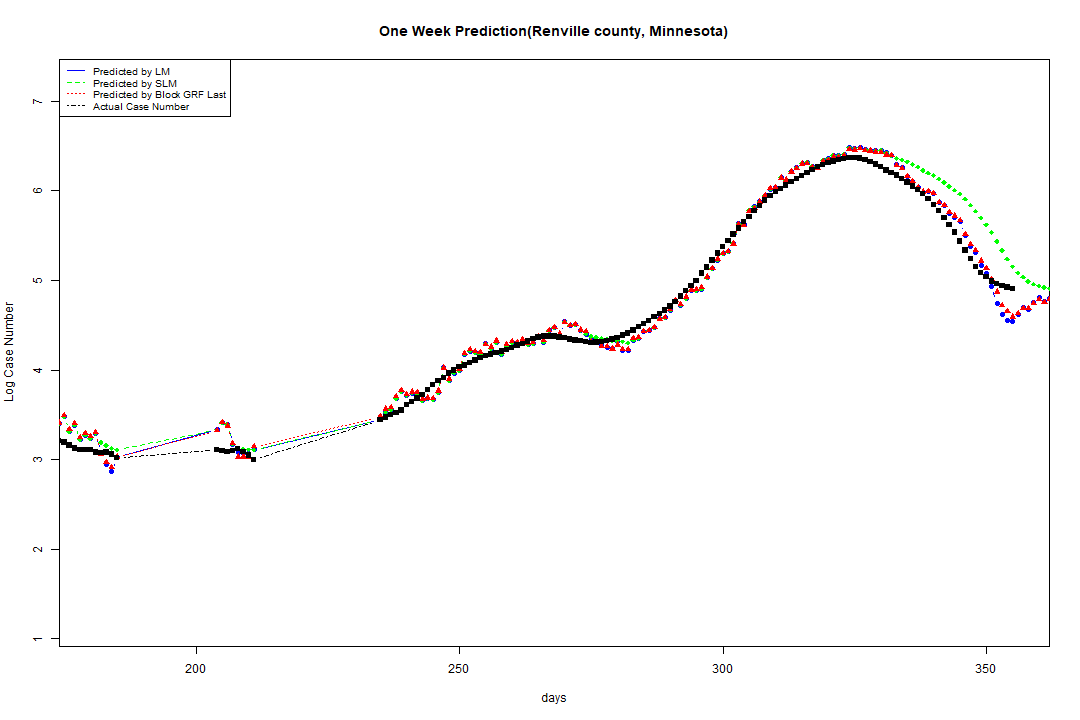 One Week Prediction(Renville county, Minnesota)
Predicted by LM
Predicted by SLM
Predicted by Block GRF Last
Actual Case Number
7
6
5
4
3
2
1
Log Case Number
200 250 300 350
days